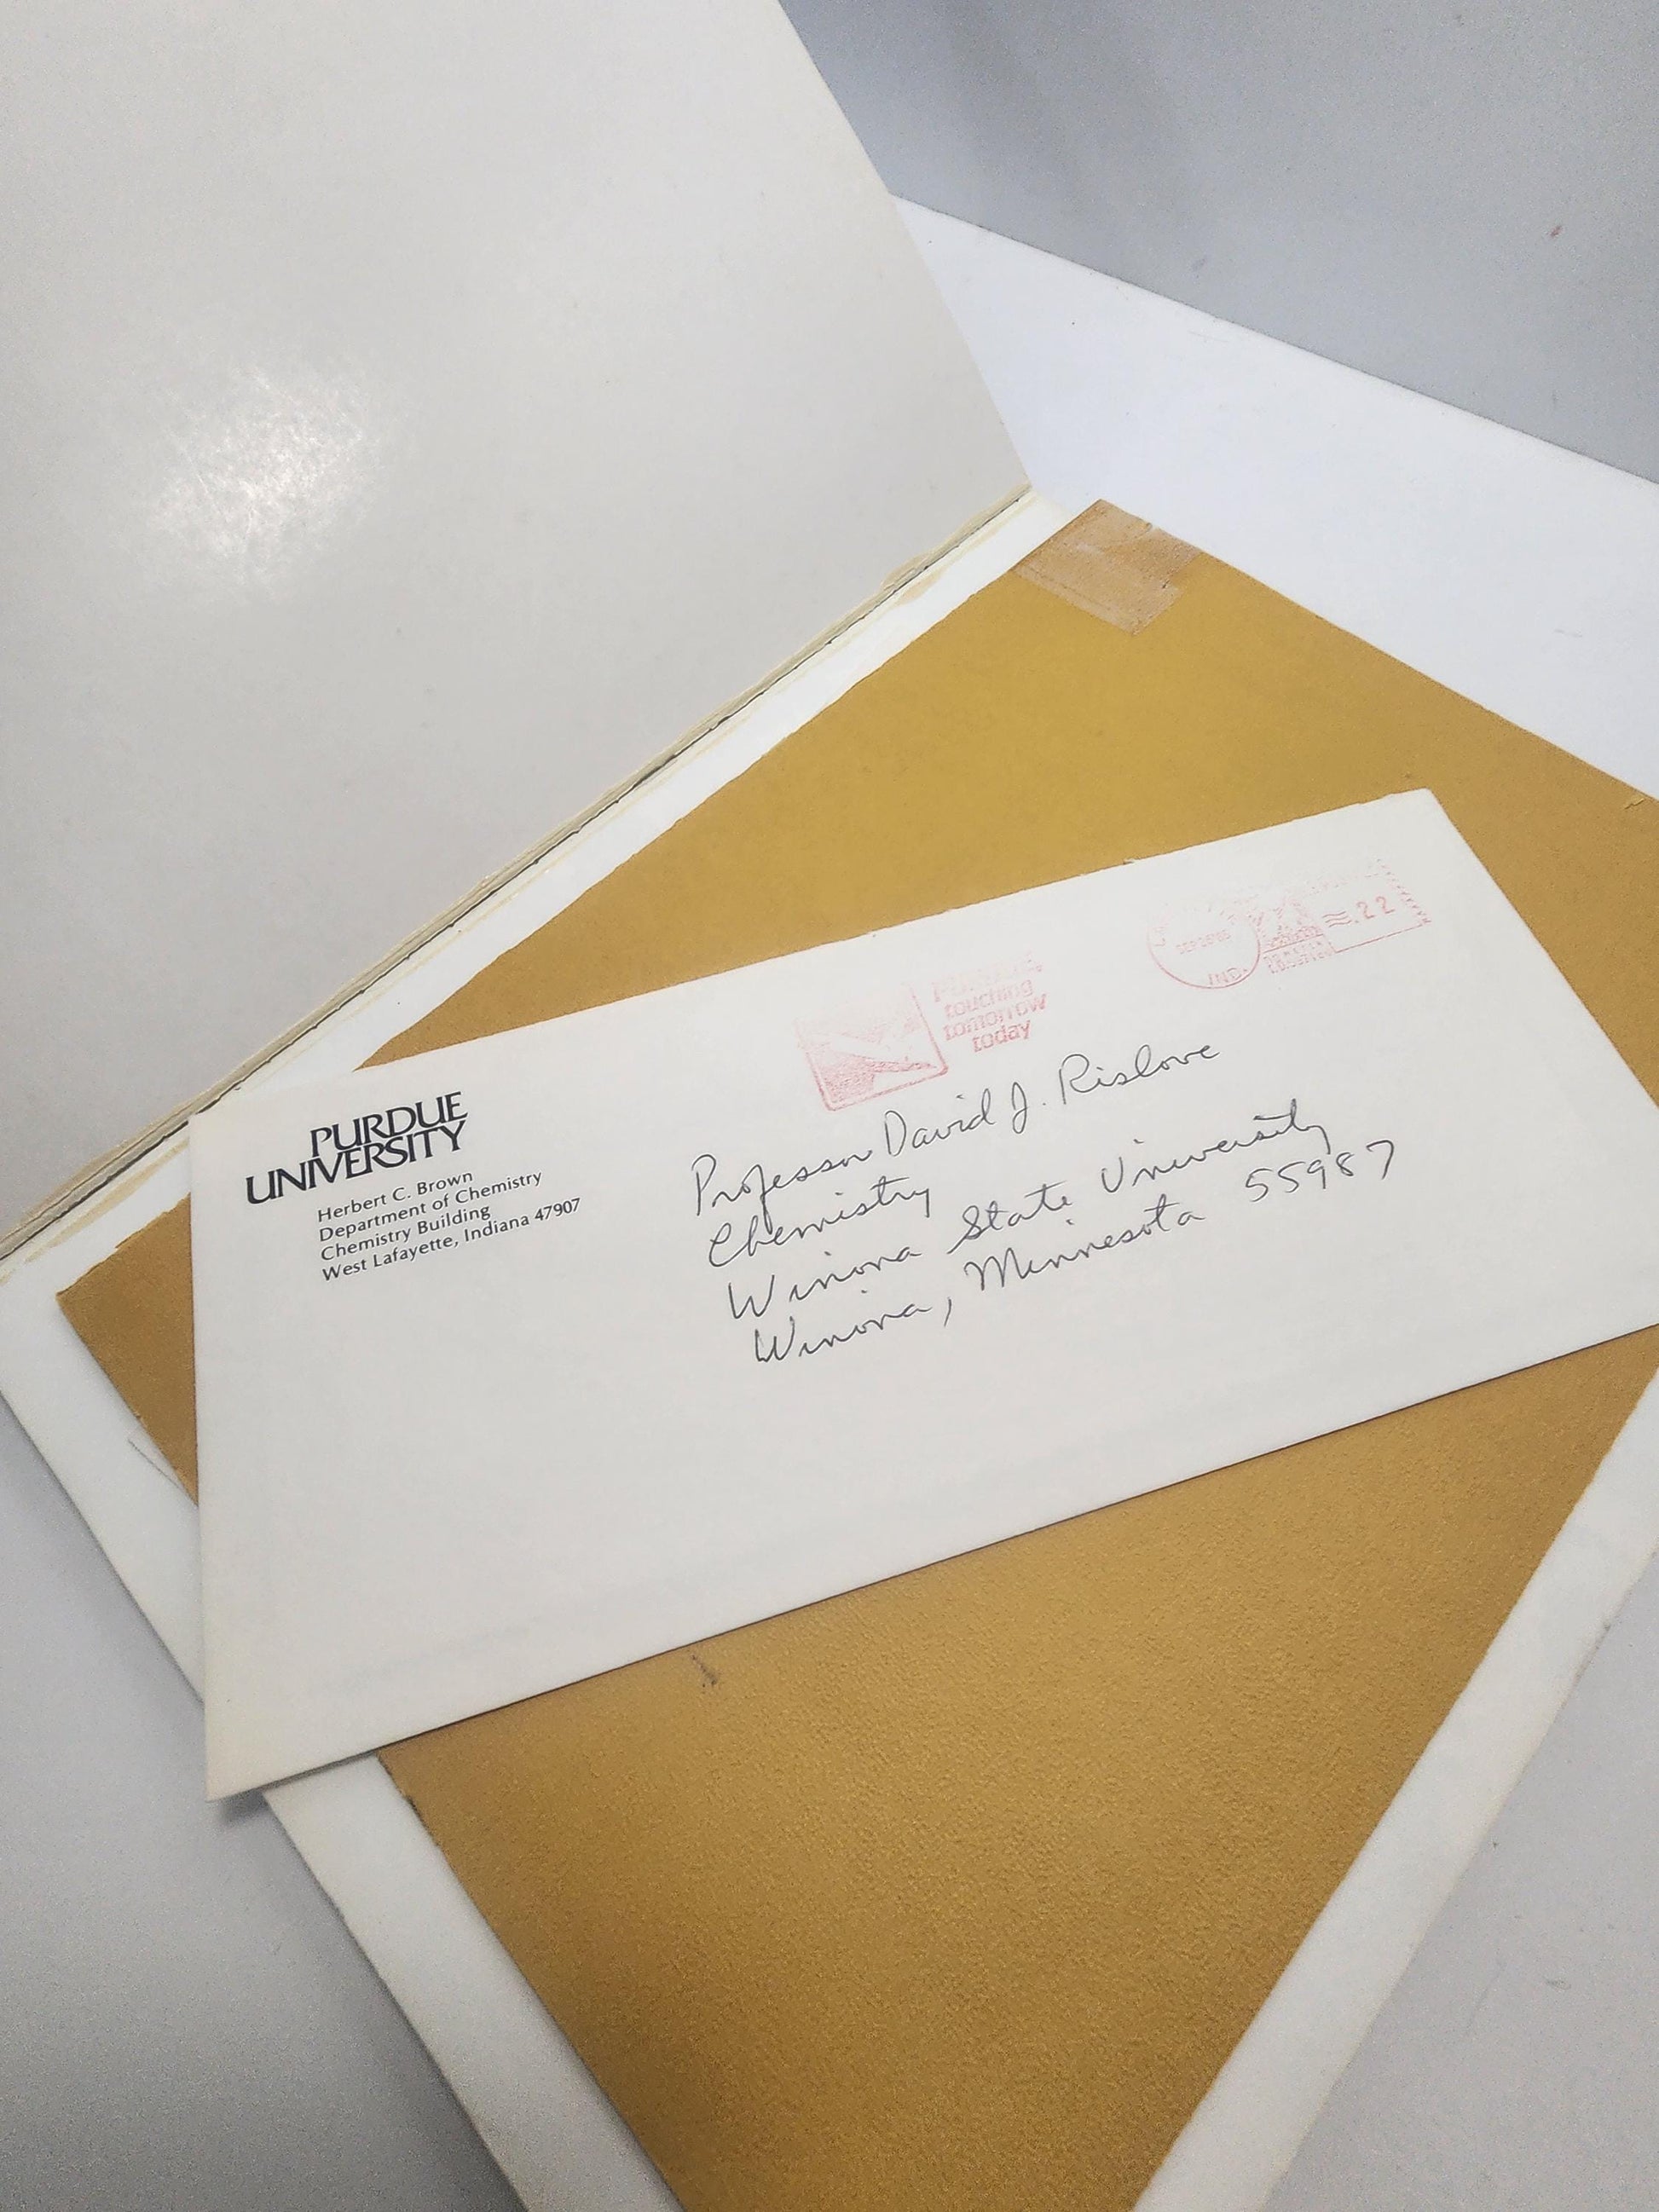 PURDUE
UNIVERSITY
Herbert C. Brown
Department of Chemistry
Chemistry Building
West Lafayette, Indiana 47907
touching
tomorrow
today
IND.
.22
Professor David J. Rislove
Chemistry
Winona State University
Winona, Minnesota 55987